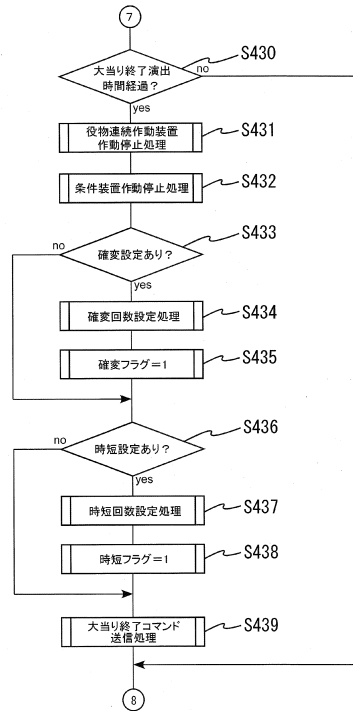 7
大当り終了演出
時間経過？
S430
no
yes
役物連続作動装置
作動停止処理
S431
条件装置作動停止処理
S432
確変設定あり？
S433
no
yes
確変回数設定処理
S434
確変フラグ＝1
S435
時短設定あり？
S436
no
yes
時短回数設定処理
S437
時短フラグ＝1
S438
大当り終了コマンド
送信処理
S439
8